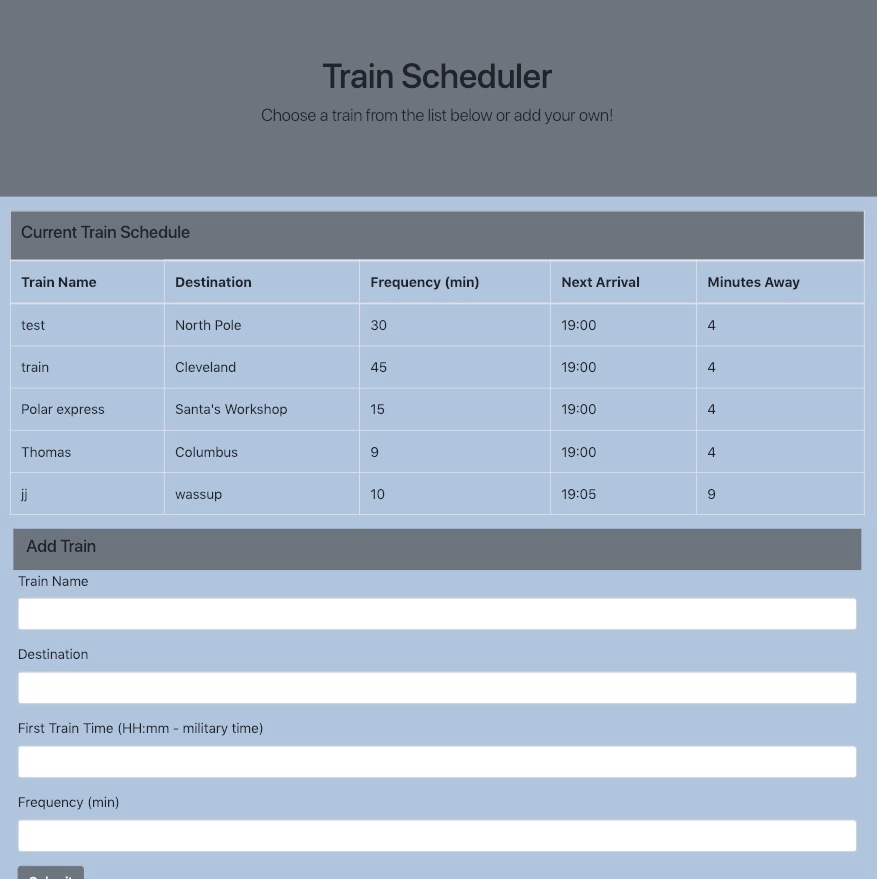 Train Scheduler
Choose a train from the list below or add your own!
Current Train Schedule
Train Name Destination Frequency (min) Next Arrival Minutes Away
test North Pole 30 19:00 4
train Cleveland 45 19:00 4
Polar express Santa's Workshop 15 19:00 4
Thomas Columbus 9 19:00 4
jj wassup 10 19:05 9
Add Train
Train Name
Destination
First Train Time (HH:mm - military time)
Frequency (min)